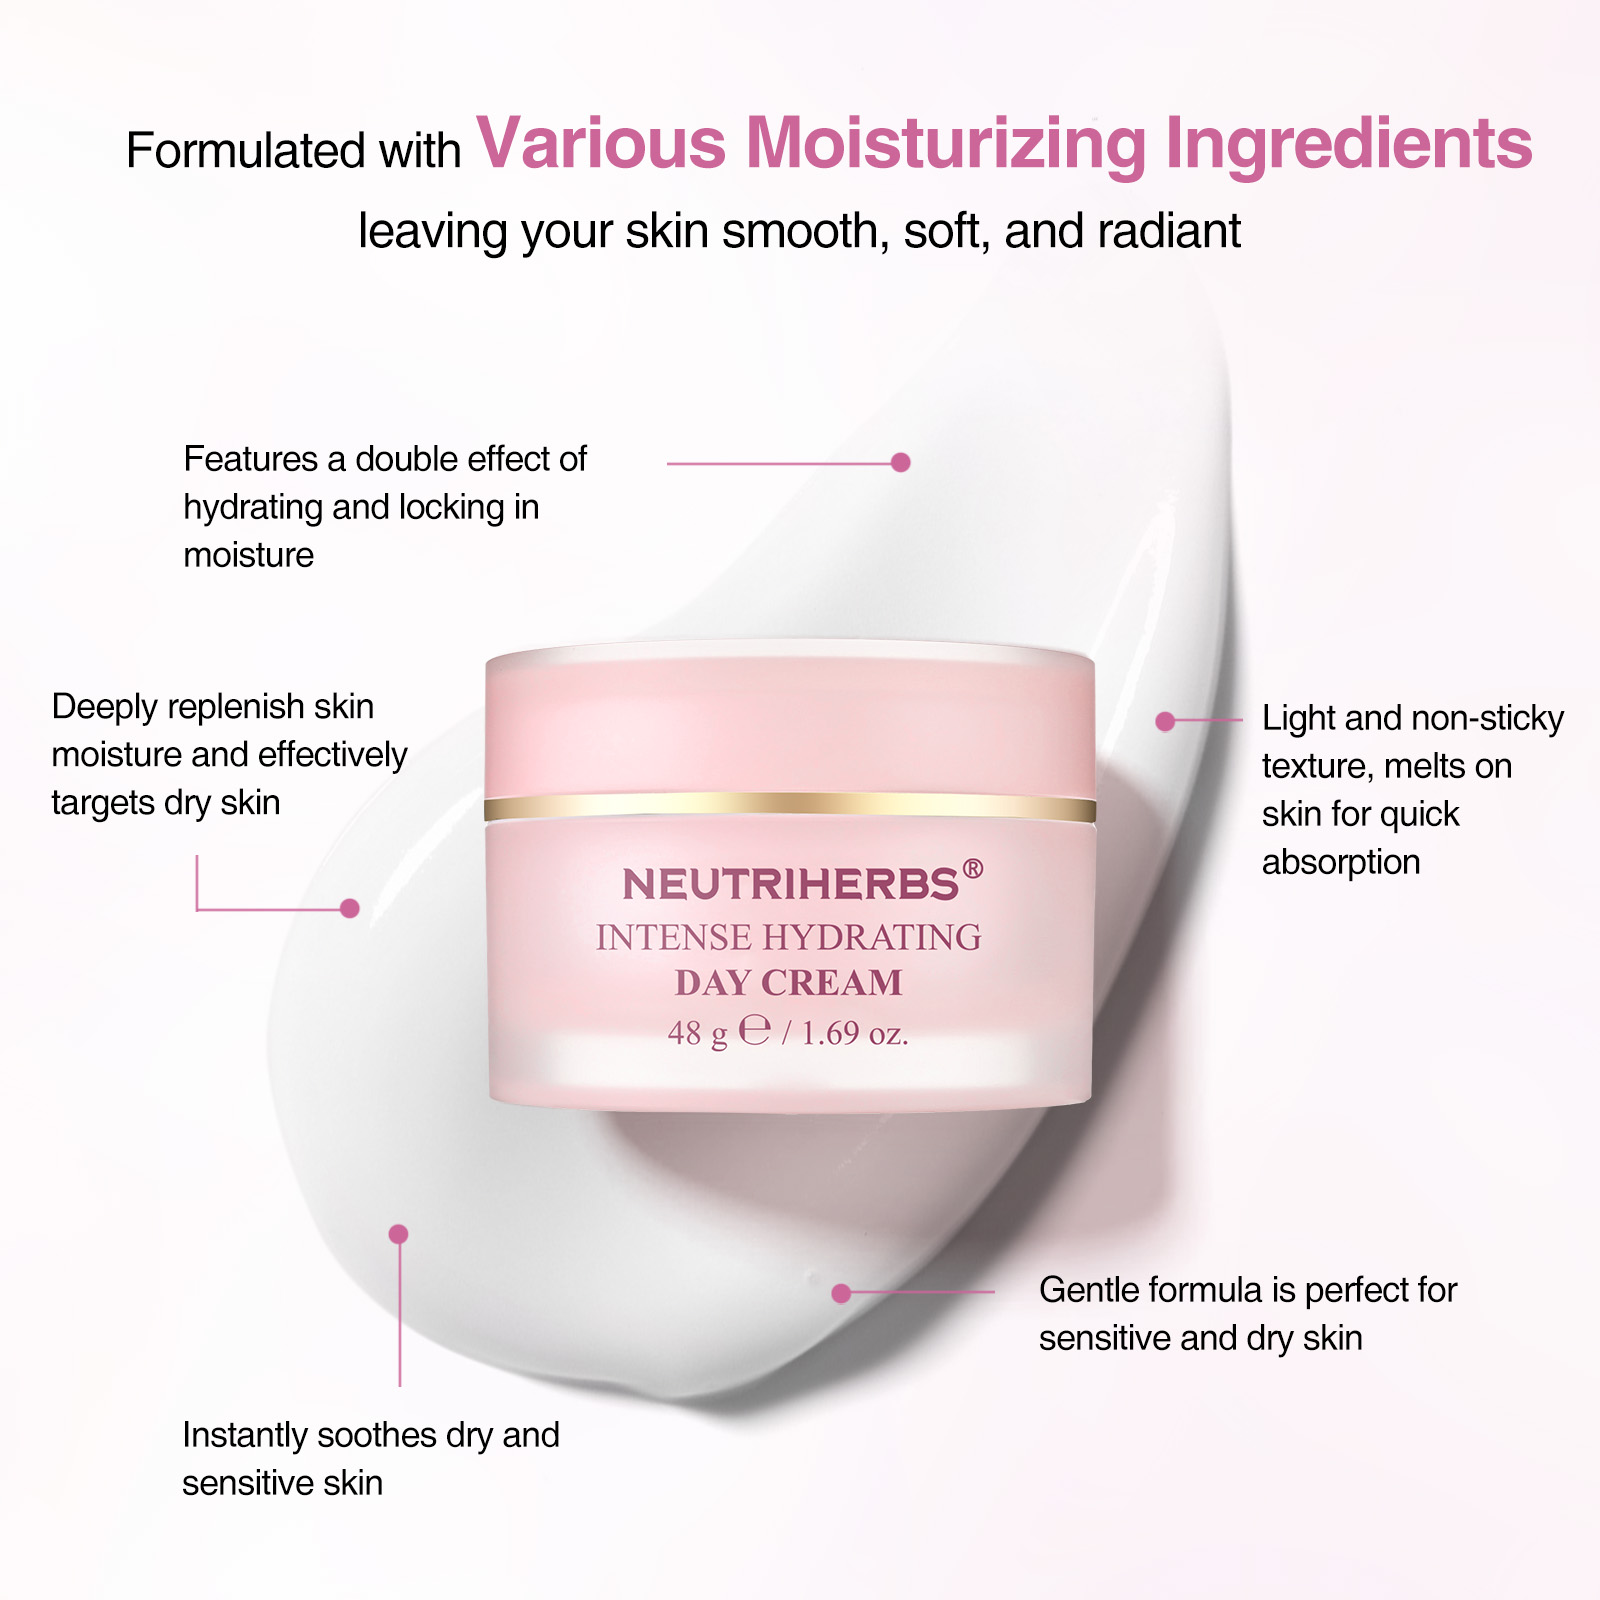 Formulated with Various Moisturizing Ingredients
leaving your skin smooth, soft, and radiant
Features a double effect of
hydrating and locking in
moisture
Deeply replenish skin
moisture and effectively
targets dry skin
Light and non-sticky
texture, melts on
skin for quick
absorption
NEUTRIHERBS®
INTENSE HYDRATING
DAY CREAM
48 g ℮ / 1.69 oz.
Gentle formula is perfect for
sensitive and dry skin
Instantly soothes dry and
sensitive skin